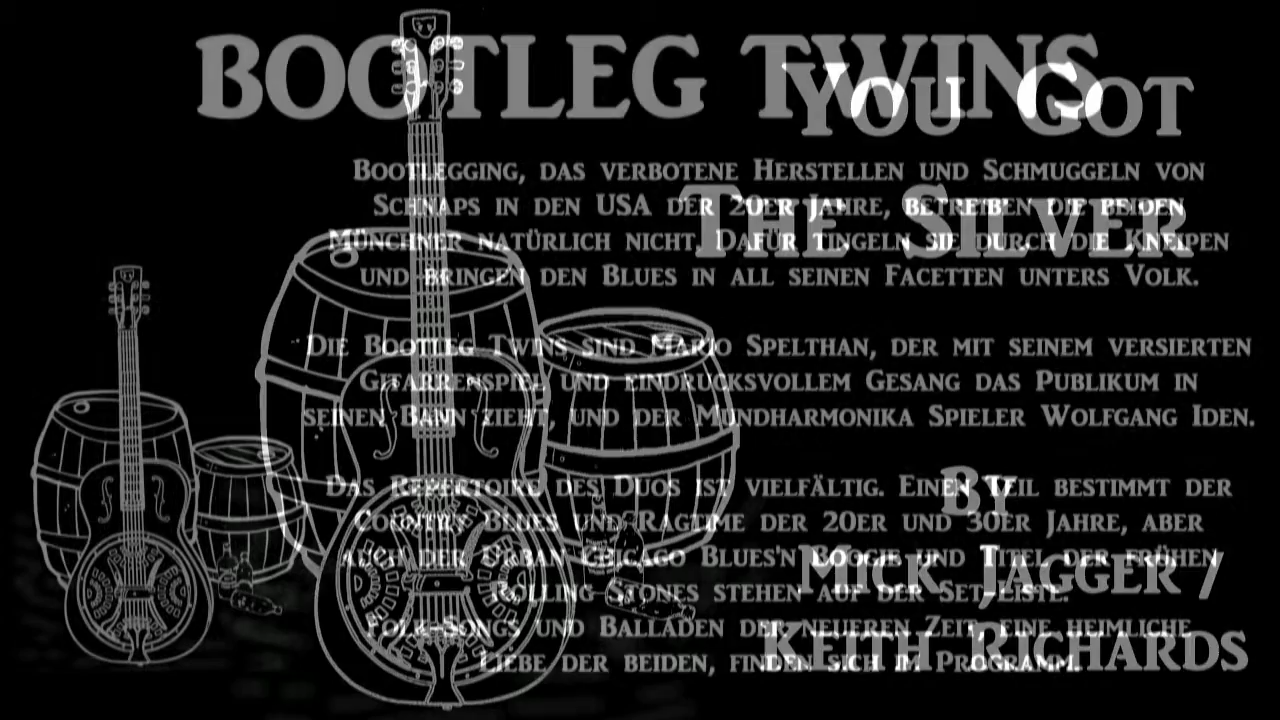 BOOTLEG TWINS
YOU GOT
THE SILVER
BOOTLEGGING, DAS VERBOTENE HERSTELLEN UND SCHMUGGELN VON
SCHNAPS IN DEN USA DER 20ER JAHRE, BETREIBEN DIE BEIDEN
MÜNCHNER NATÜRLICH NICHT, DAFÜR TINGELN SIE DURCH DIE KNEIPEN
UND BRINGEN DEN BLUES IN ALL SEINEN FACETTEN UNTERS VOLK.
DIE BOOTLEG TWINS SIND MARIO SPELTHAN, DER MIT SEINEM VERSIERTEN
GITARRENSPIEL UND EINDRUCKSVOLLEM GESANG DAS PUBLIKUM IN
SEINEN BANN ZIEHT, UND DER MUNDHARMONIKA SPIELER WOLFGANG IDEN.
DAS REPERTOIRE DES DUOS IST VIELFÄLTIG. EINEN TEIL BESTIMMT DER
COUNTRY BLUES UND RAGTIME DER 20ER UND 30ER JAHRE, ABER
AUCH DER URBAN CHICAGO BLUES'N BOOGIE UND TITEL DER FRÜHEN
ROLLING STONES STEHEN AUF DER SET-LISTE.
FOLK-SONGS UND BALLADEN DER NEUEREN ZEIT, EINE HEIMLICHE
LIEBE DER BEIDEN, FINDEN SICH IM PROGRAMM.
BY
MICK JAGGER /
KEITH RICHARDS